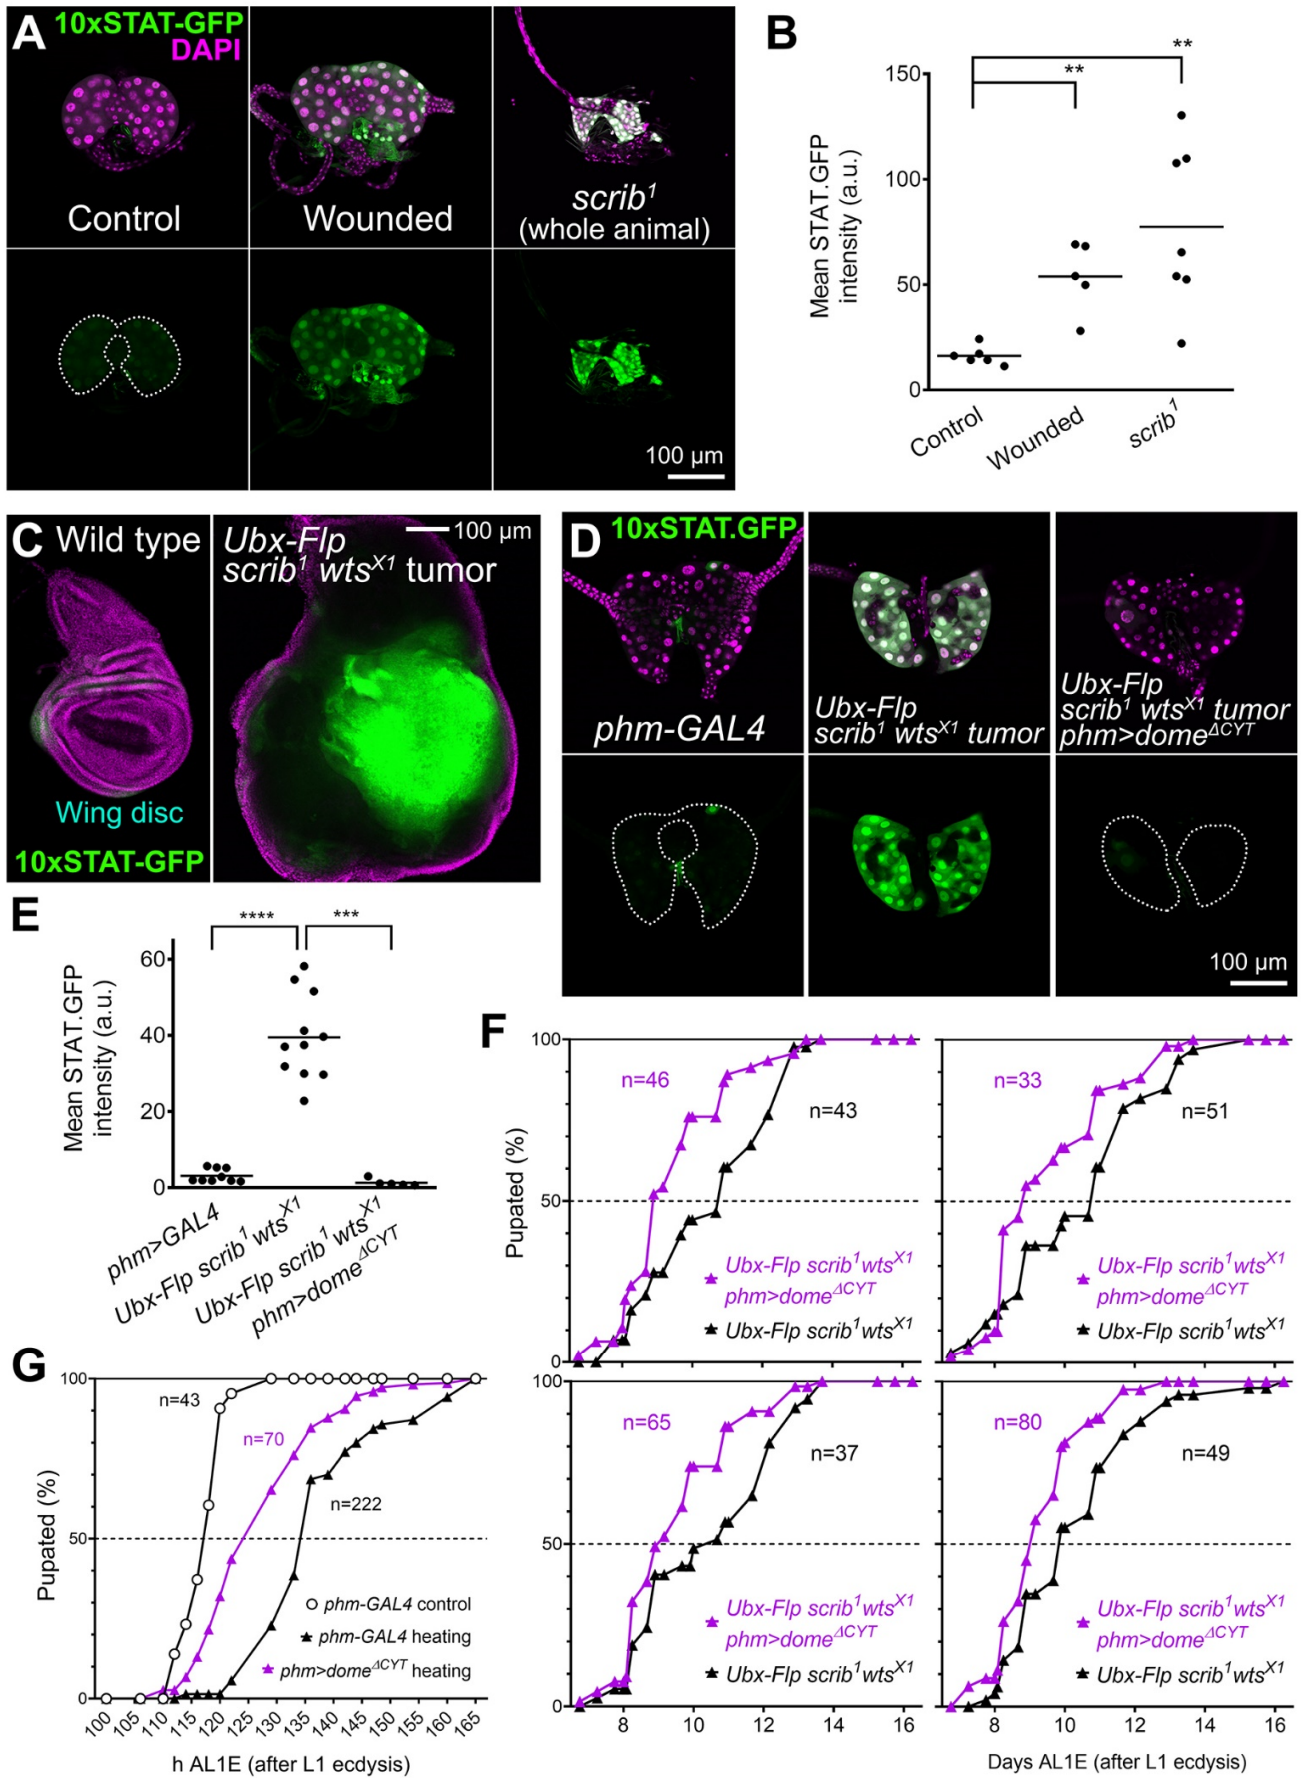 A
10xSTAT-GFP
DAPI
Control
Wounded
scrib¹
(whole animal)
100 µm
B
**
**
Mean STAT.GFP
intensity (a.u.)
150
100
50
0
Control
Wounded
scrib¹
C
Wild type
Wing disc
10xSTAT-GFP
Ubx-Flp
scrib¹ wtsˣ¹ tumor
100 µm
D
10xSTAT.GFP
phm-GAL4
Ubx-Flp
scrib¹ wtsˣ¹ tumor
Ubx-Flp
scrib¹ wtsˣ¹ tumor
phm>domeΔCYT
100 µm
E
****
***
Mean STAT.GFP
intensity (a.u.)
60
40
20
0
phm>GAL4
Ubx-Flp scrib¹ wtsˣ¹
Ubx-Flp scrib¹ wtsˣ¹
phm>domeΔCYT
F
Pupated (%)
100
50
0
n=46
n=43
Ubx-Flp scrib¹wtsˣ¹
phm>domeΔCYT
Ubx-Flp scrib¹wtsˣ¹
n=33
n=51
Ubx-Flp scrib¹wtsˣ¹
phm>domeΔCYT
Ubx-Flp scrib¹wtsˣ¹
100
50
0
n=65
n=37
Ubx-Flp scrib¹wtsˣ¹
phm>domeΔCYT
Ubx-Flp scrib¹wtsˣ¹
8 10 12 14 16
n=80
n=49
Ubx-Flp scrib¹wtsˣ¹
phm>domeΔCYT
Ubx-Flp scrib¹wtsˣ¹
8 10 12 14 16
Days AL1E (after L1 ecdysis)
G
Pupated (%)
100
50
0
n=43
n=70
n=222
phm-GAL4 control
phm-GAL4 heating
phm>domeΔCYT heating
100 105 110 115 120 125 130 135 140 145 150 155 160 165
h AL1E (after L1 ecdysis)